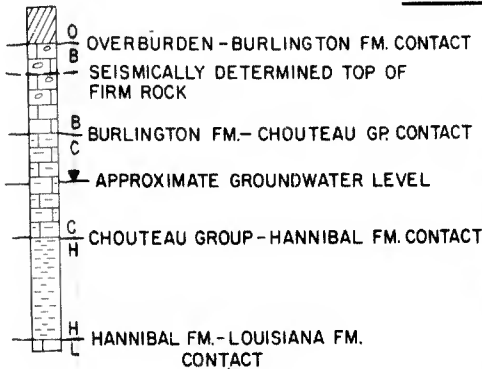 O
OVERBURDEN - BURLINGTON FM. CONTACT
B
SEISMICALLY DETERMINED TOP OF
FIRM ROCK
B
BURLINGTON FM.- CHOUTEAU GP. CONTACT
C
APPROXIMATE GROUNDWATER LEVEL
C
CHOUTEAU GROUP - HANNIBAL FM. CONTACT
H
H
HANNIBAL FM.- LOUISIANA FM.
L
CONTACT